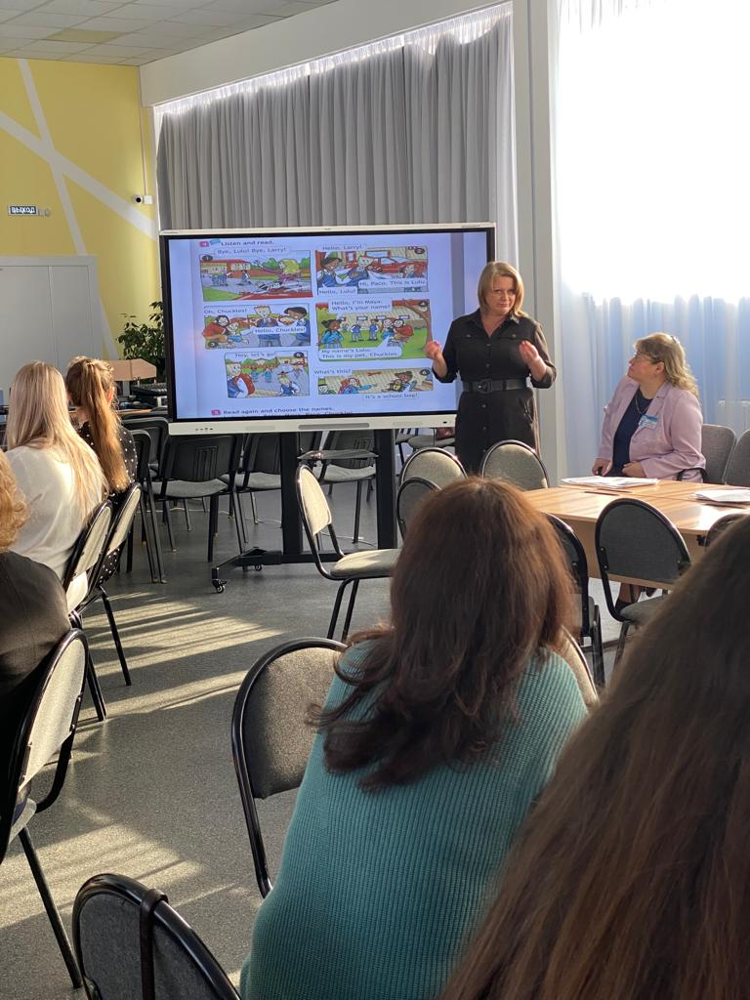 ВЫХОД
Listen and read.
Bye, Lulu! Bye, Larry!
Hello, Larry!
Hi, Paco. This is Lulu.
Hello, Lulu!
Oh, Chuckles!
Hello, Chuckles!
Hello, I'm Maya.
What's your name?
My name's Lulu.
This is my pet, Chuckles.
Hey, let's go!
What's this?
It's a school bag!
Read again and choose the names.